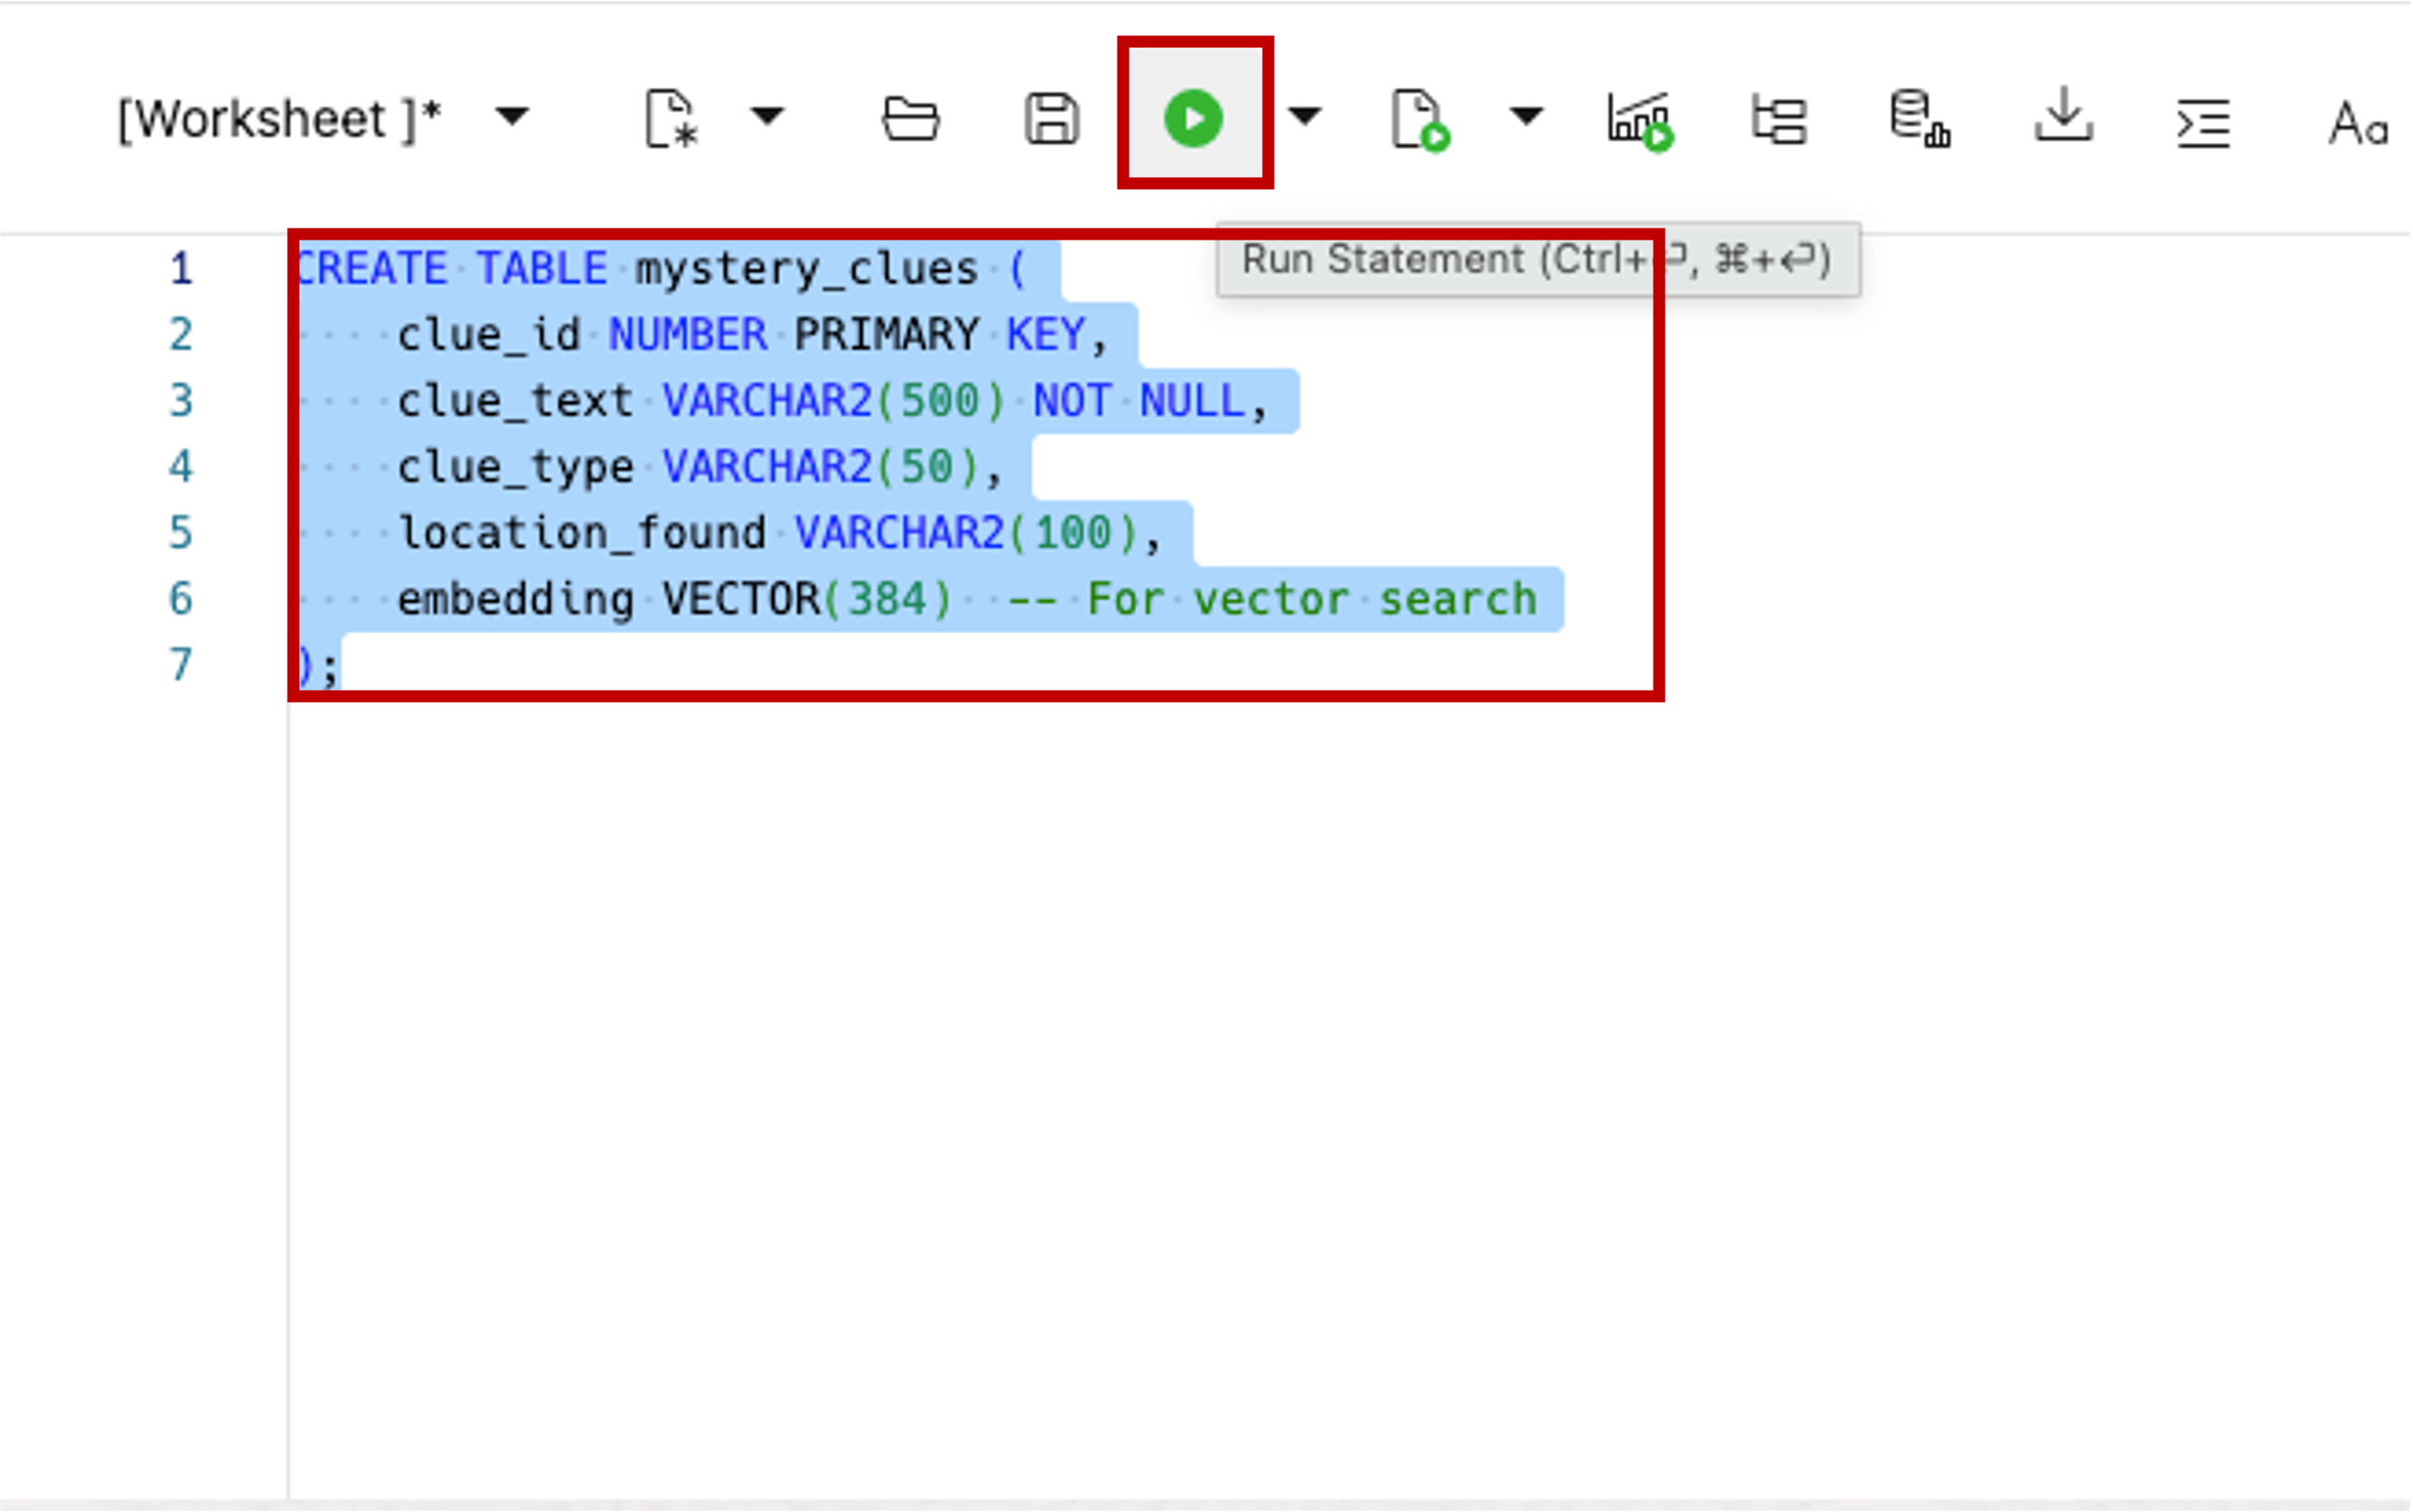 [Worksheet ]*
Aa
Run Statement (Ctrl+⏎, ⌘+⏎)
1 CREATE TABLE mystery_clues (
2     clue_id NUMBER PRIMARY KEY,
3     clue_text VARCHAR2(500) NOT NULL,
4     clue_type VARCHAR2(50),
5     location_found VARCHAR2(100),
6     embedding VECTOR(384)  -- For vector search
7 );